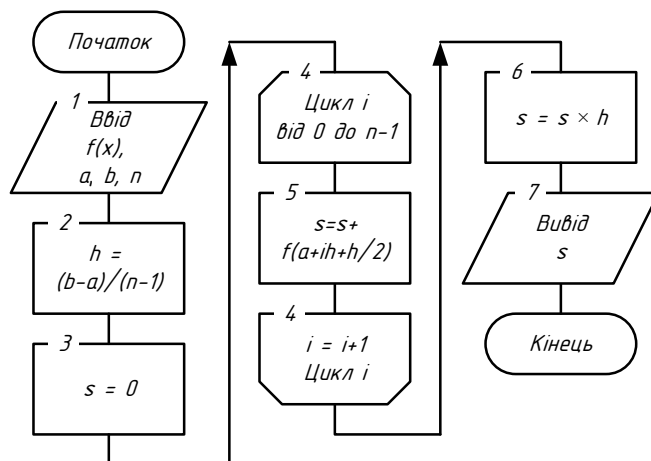 Початок
1
Ввід
f(x),
a, b, n
2
h =
(b-a)/(n-1)
3
s = 0
4
Цикл i
від 0 до n-1
5
s=s+
f(a+ih+h/2)
4
i = i+1
Цикл i
6
s = s × h
7
Вивід
s
Кінець